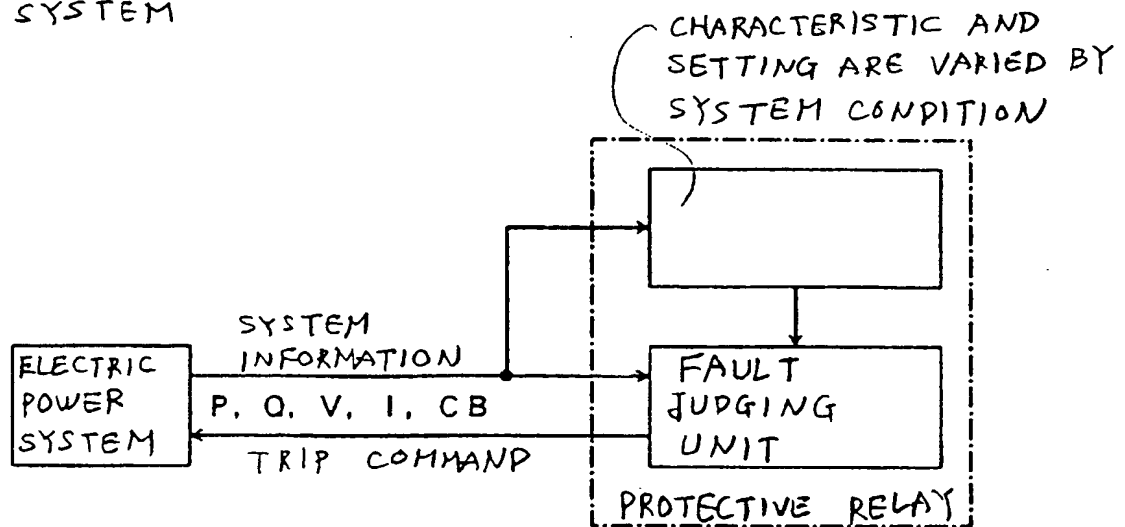 SYSTEM
CHARACTERISTIC AND
SETTING ARE VARIED BY
SYSTEM CONDITION
SYSTEM
INFORMATION
ELECTRIC
POWER
SYSTEM
P, Q, V, I, CB
TRIP COMMAND
FAULT
JUDGING
UNIT
PROTECTIVE RELAY